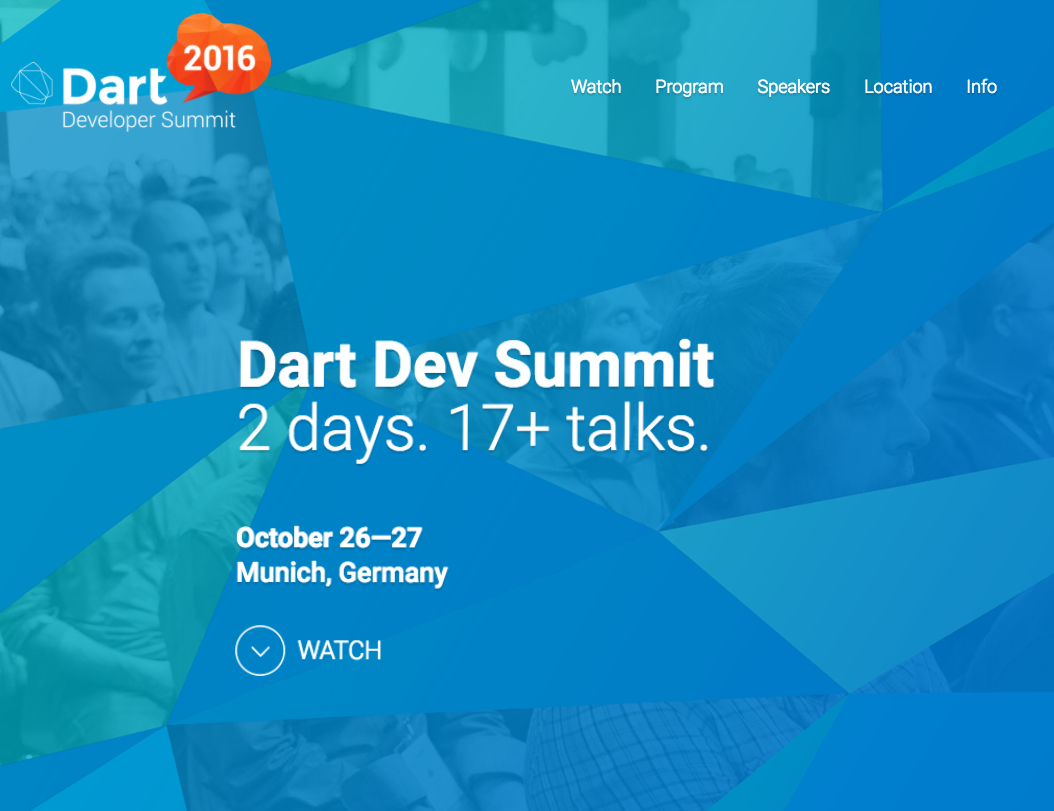 2016
Dart
Developer Summit
Watch Program Speakers Location Info
Dart Dev Summit
2 days. 17+ talks.
October 26—27
Munich, Germany
WATCH